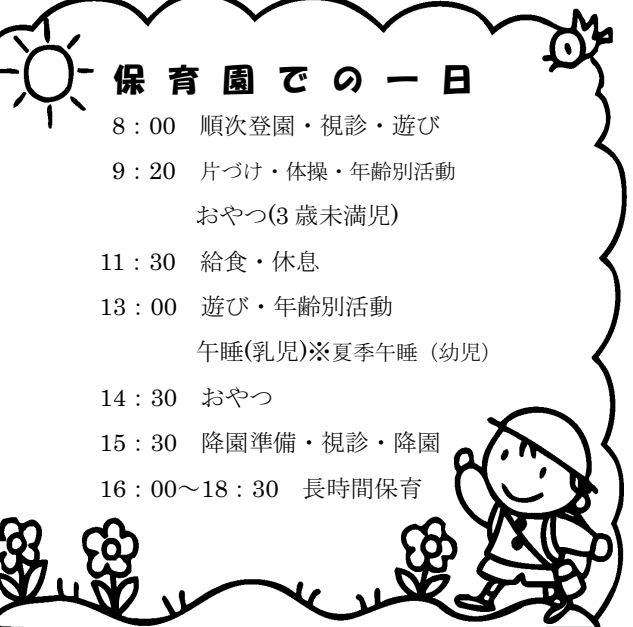 保育園での一日
8：00　順次登園・視診・遊び
9：20　片づけ・体操・年齢別活動
おやつ(3歳未満児)
11：30　給食・休息
13：00　遊び・年齢別活動
午睡(乳児)※夏季午睡（幼児）
14：30　おやつ
15：30　降園準備・視診・降園
16：00～18：30　長時間保育